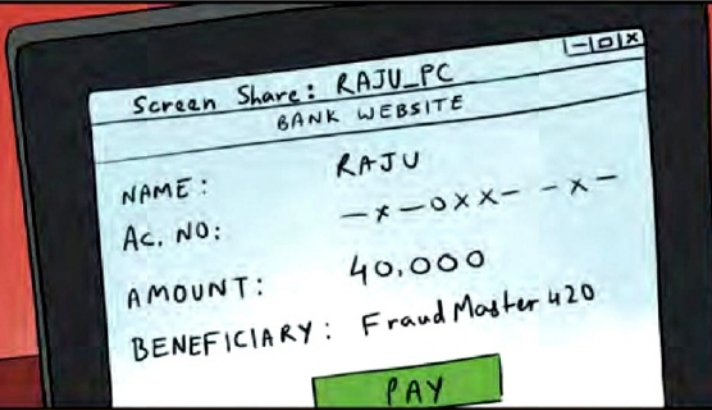 Screen Share: RAJU_PC
BANK WEBSITE
NAME: RAJU
Ac. NO: -x-0xx--x-
AMOUNT: 40,000
BENEFICIARY: FraudMaster420
PAY